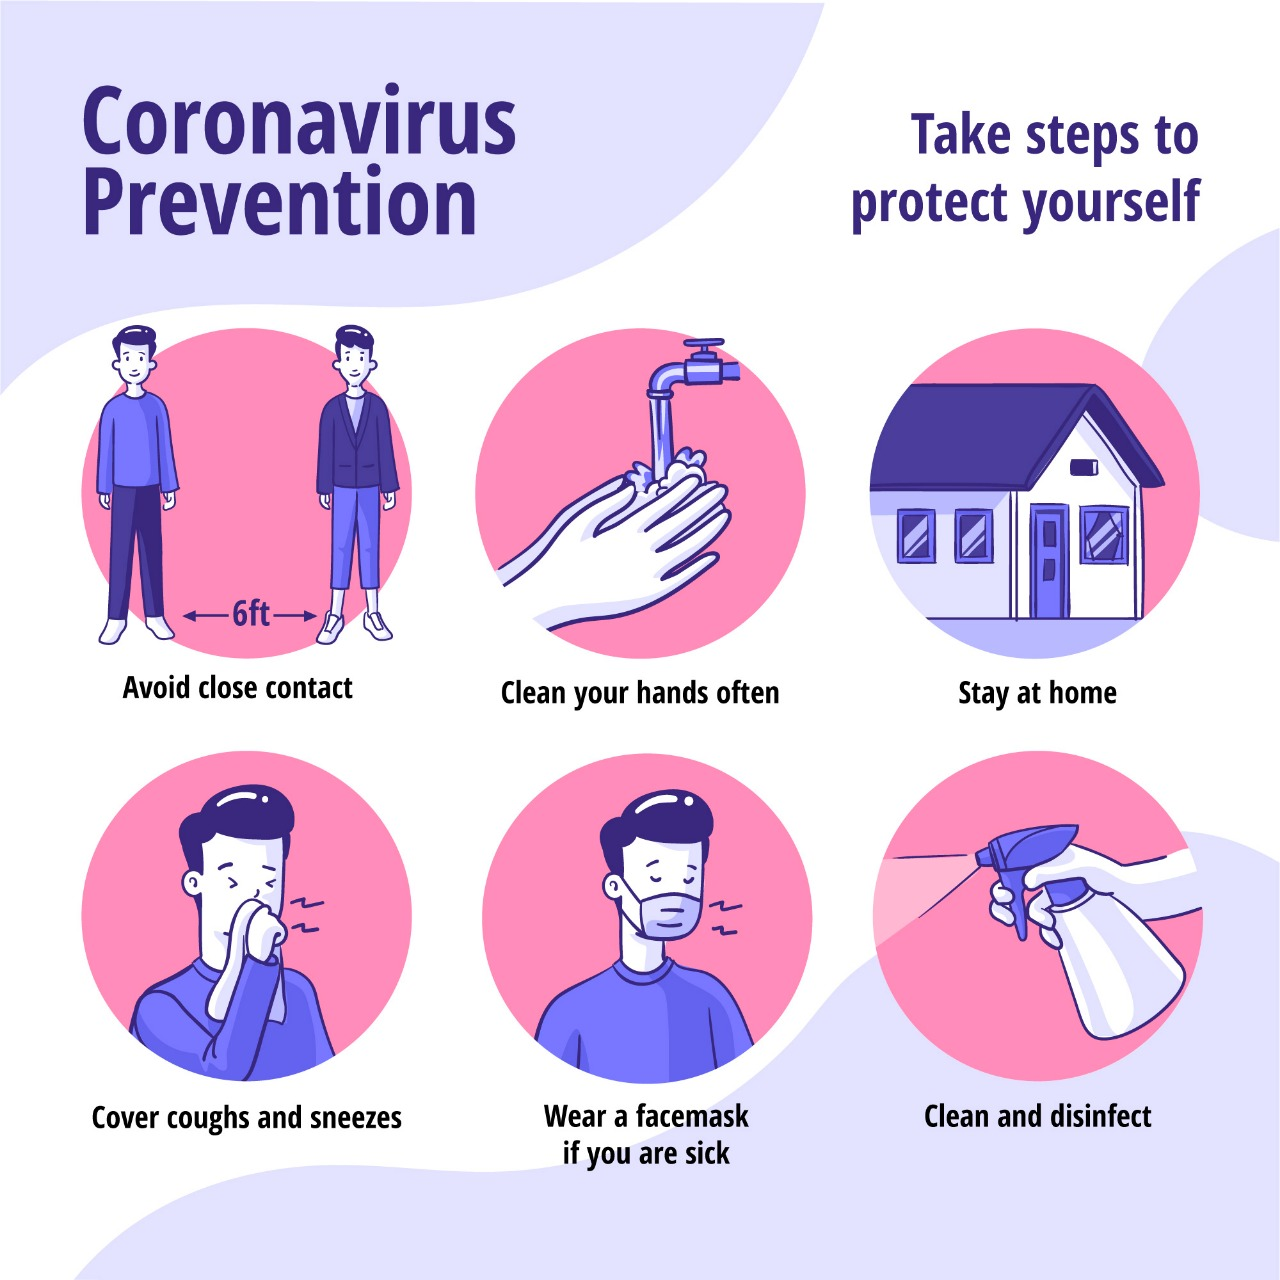 Coronavirus
Prevention
Take steps to
protect yourself
6ft
Avoid close contact
Clean your hands often
Stay at home
Cover coughs and sneezes
Wear a facemask
if you are sick
Clean and disinfect